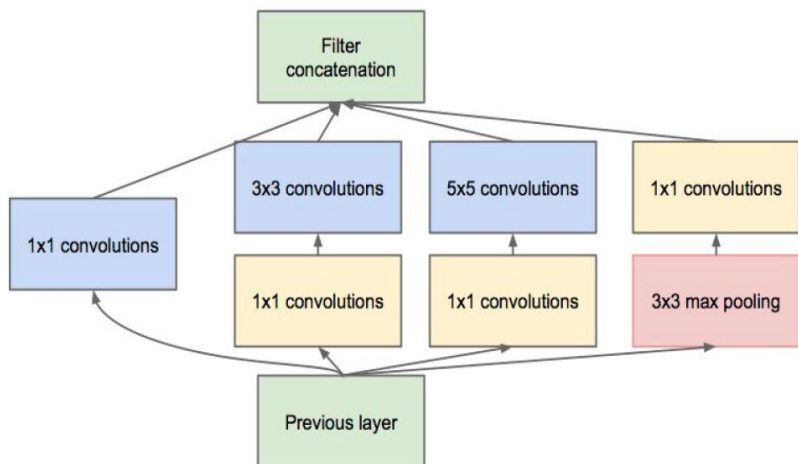 Filter
concatenation
3x3 convolutions
5x5 convolutions
1x1 convolutions
1x1 convolutions
1x1 convolutions
1x1 convolutions
3x3 max pooling
Previous layer